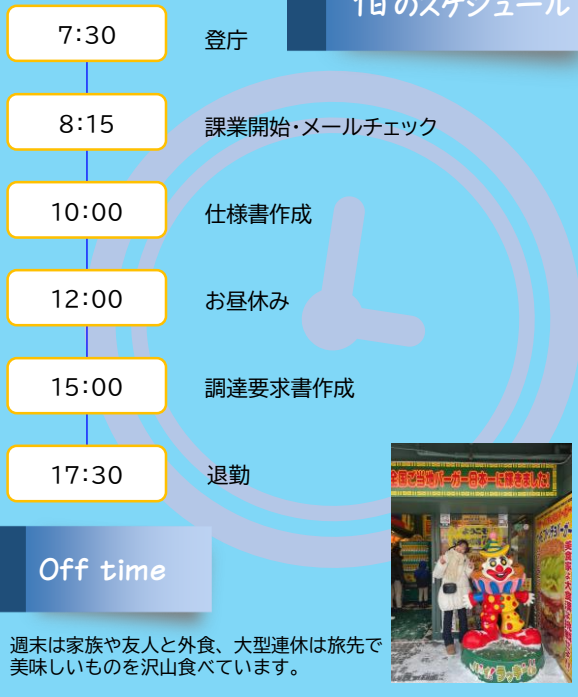 1日のスケジュール
7:30 登庁
8:15 課業開始・メールチェック
10:00 仕様書作成
12:00 お昼休み
15:00 調達要求書作成
17:30 退勤
全国ご当地バーガー日本一に輝きました!
Off time
週末は家族や友人と外食、大型連休は旅先で
美味しいものを沢山食べています。